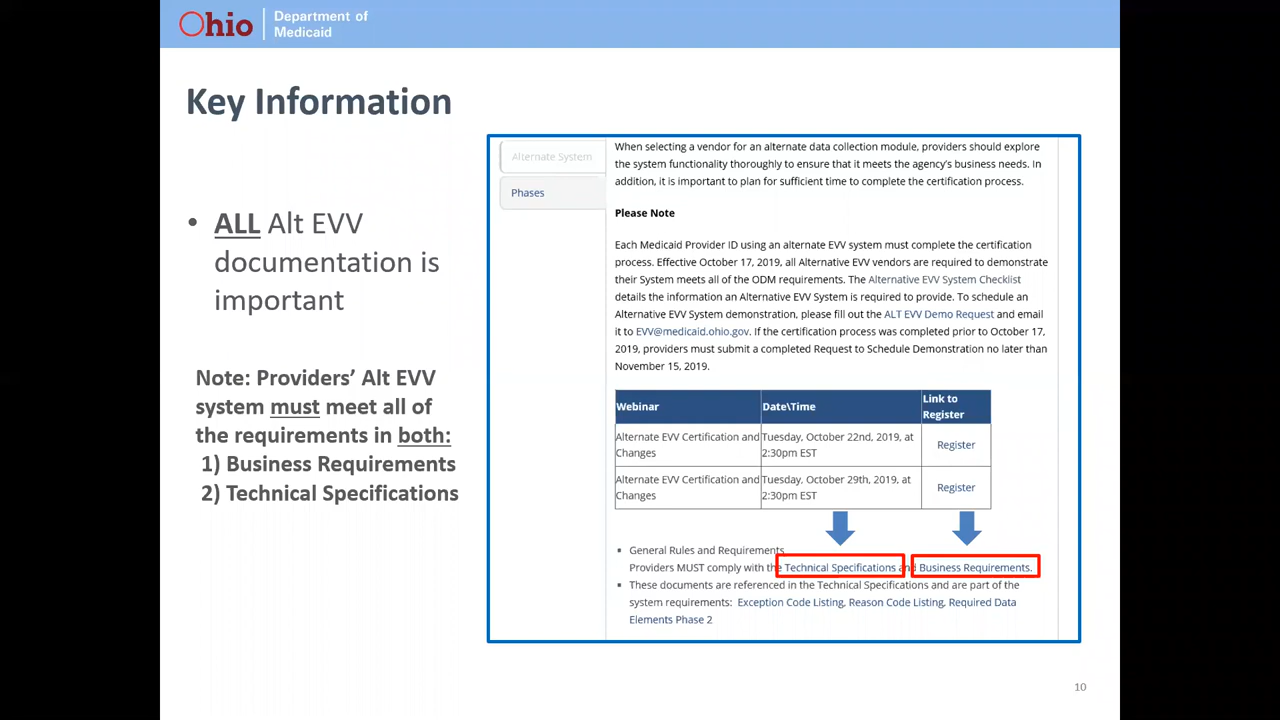 Ohio
Department of
Medicaid
Key Information
• ALL Alt EVV
documentation is
important
Note: Providers’ Alt EVV
system must meet all of
the requirements in both:
1) Business Requirements
2) Technical Specifications
Alternate System
Phases
When selecting a vendor for an alternate data collection module, providers should explore
the system functionality thoroughly to ensure that it meets the agency's business needs. In
addition, it is important to plan for sufficient time to complete the certification process.
Please Note
Each Medicaid Provider ID using an alternate EVV system must complete the certification
process. Effective October 17, 2019, all Alternative EVV vendors are required to demonstrate
their System meets all of the ODM requirements. The Alternative EVV System Checklist
details the information an Alternative EVV System is required to provide. To schedule an
Alternative EVV System demonstration, please fill out the ALT EVV Demo Request and email
it to EVV@medicaid.ohio.gov. If the certification process was completed prior to October 17,
2019, providers must submit a completed Request to Schedule Demonstration no later than
November 15, 2019.
Webinar Date\Time Link to
Register
Alternate EVV Certification and Tuesday, October 22nd, 2019, at Register
Changes 2:30pm EST
Alternate EVV Certification and Tuesday, October 29th, 2019, at Register
Changes 2:30pm EST
▪ General Rules and Requirements
Providers MUST comply with the Technical Specifications and Business Requirements.
▪ These documents are referenced in the Technical Specifications and are part of the
system requirements: Exception Code Listing, Reason Code Listing, Required Data
Elements Phase 2
10